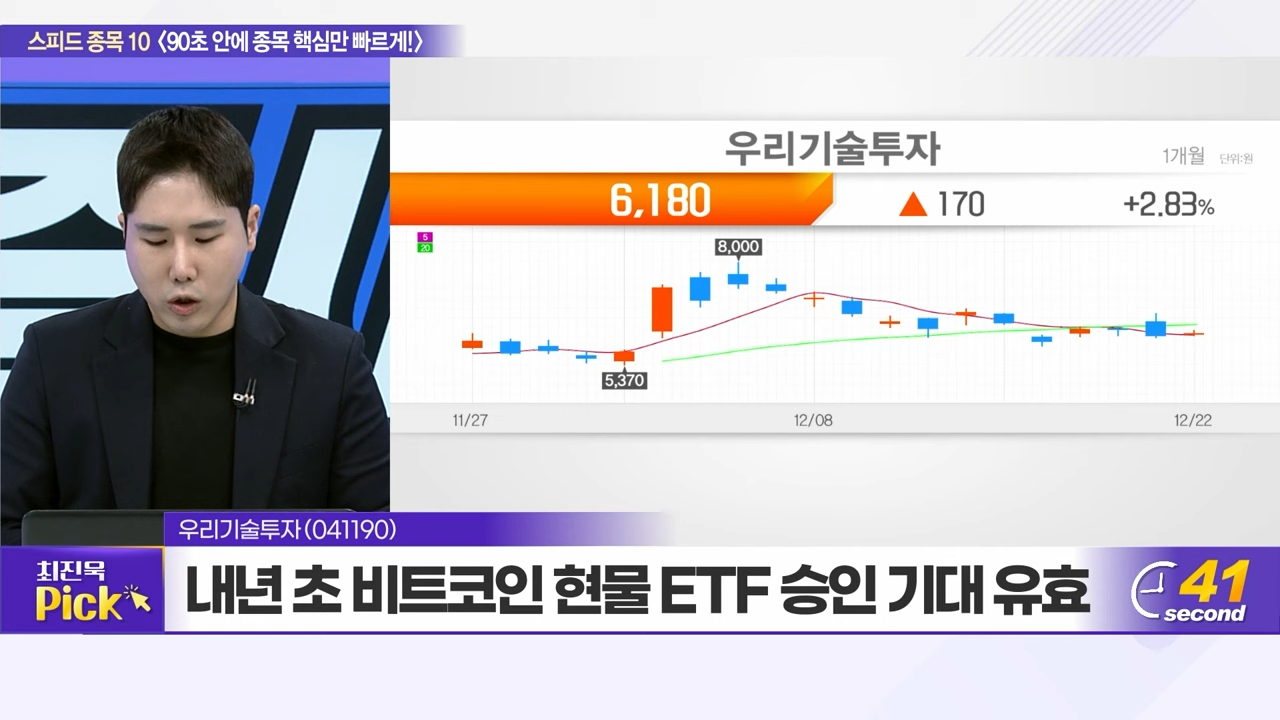 스피드 종목 10 <90초 안에 종목 핵심만 빠르게!>
우리기술투자
1개월 단위:원
6,180 ▲ 170 +2.83%
5
20
8,000
5,370
11/27 12/08 12/22
우리기술투자(041190)
최진욱
Pick
내년 초 비트코인 현물 ETF 승인 기대 유효
41
second